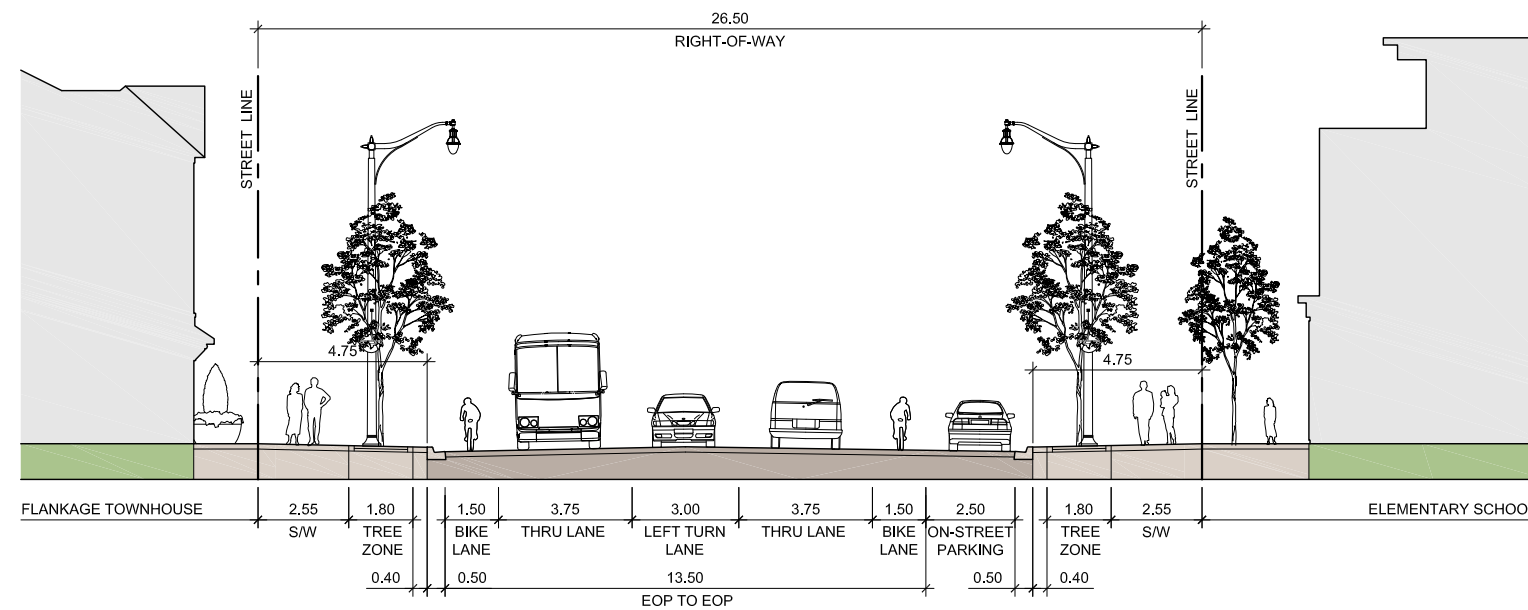 26.50
RIGHT-OF-WAY
STREET LINE
STREET LINE
4.75
4.75
FLANKAGE TOWNHOUSE
2.55
1.80
1.50
3.75
3.00
3.75
1.50
2.50
1.80
2.55
ELEMENTARY SCHOO
S/W
TREE
ZONE
BIKE
LANE
THRU LANE
LEFT TURN
LANE
THRU LANE
BIKE
LANE
ON-STREET
PARKING
TREE
ZONE
S/W
0.40
0.50
13.50
0.50
0.40
EOP TO EOP